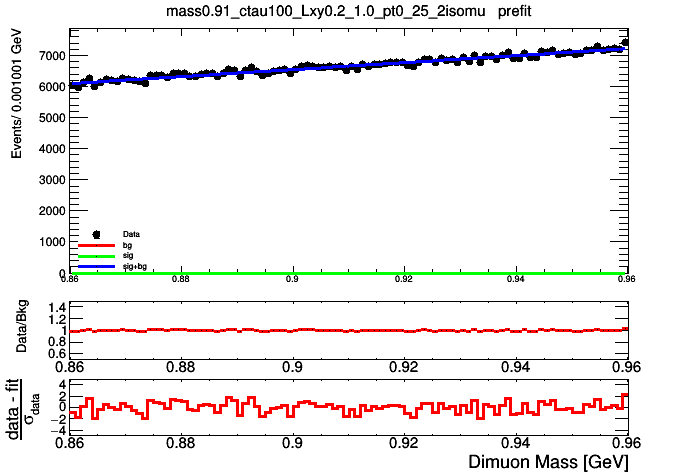 mass0.91_ctau100_Lxy0.2_1.0_pt0_25_2isomu prefit
Events/ 0.001001 GeV
7000
6000
5000
4000
3000
2000
1000
0
Data
bg
sig
sig+bg
0.86 0.88 0.9 0.92 0.94 0.96
Data/Bkg
1.4
1.2
1
0.8
0.6
0.86 0.88 0.9 0.92 0.94 0.96
data - fit
σdata
4
2
0
−2
−4
0.86 0.88 0.9 0.92 0.94 0.96
Dimuon Mass [GeV]